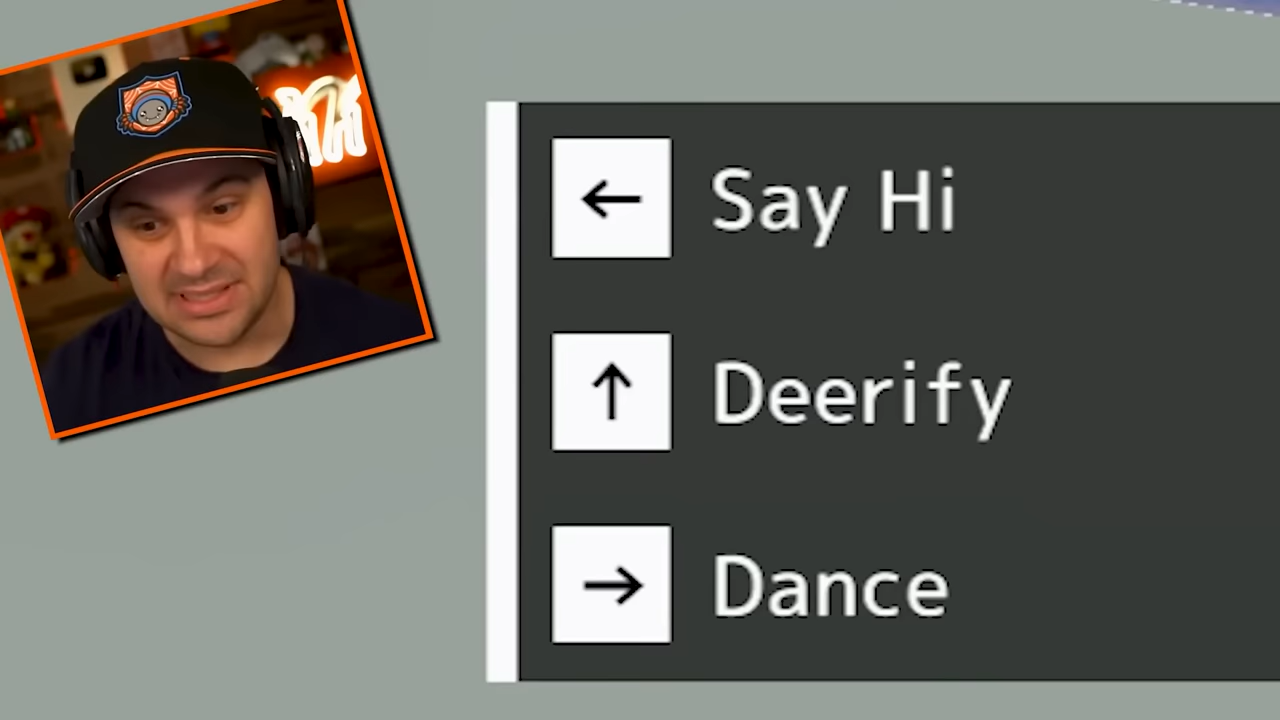 ← Say Hi
↑ Deerify
→ Dance